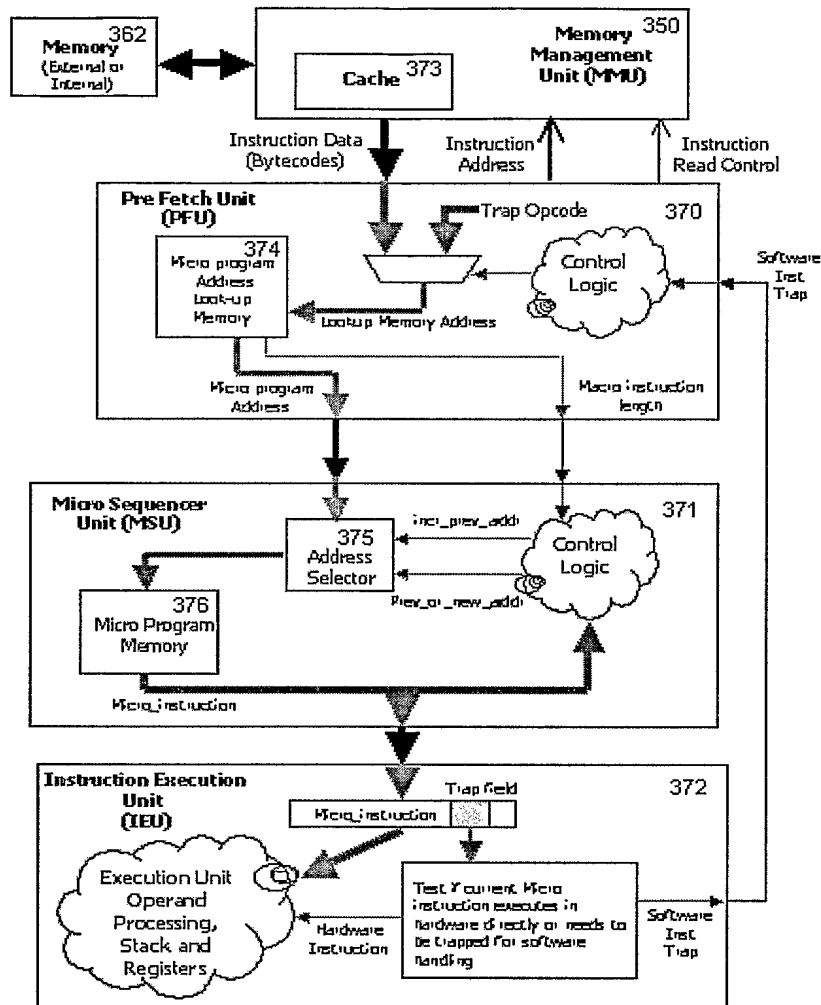 362
Memory
(External or
Internal)
350
Memory
Management
Unit (MMU)
Cache 373
Instruction Data
(Bytecodes)
Instruction
Address
Instruction
Read Control
Pre Fetch Unit
(PFU)
370
Trap Opcode
374
Micro program
Address
Look-up
Memory
Control
Logic
Software
Inst
Trap
Lookup Memory Address
Micro program
Address
Macro instruction
length
Micro Sequencer
Unit (MSU)
371
375
Address
Selector
incr_prev_addr
Control
Logic
Prev_or_new_addr
376
Micro Program
Memory
Micro_instruction
Instruction Execution
Unit
(IEU)
372
Trap field
Micro_instruction
Execution Unit
Operand
Processing,
Stack and
Registers
Hardware
Instruction
Test if current Micro
instruction executes in
hardware directly or needs to
be trapped for software
handling
Software
Inst
Trap